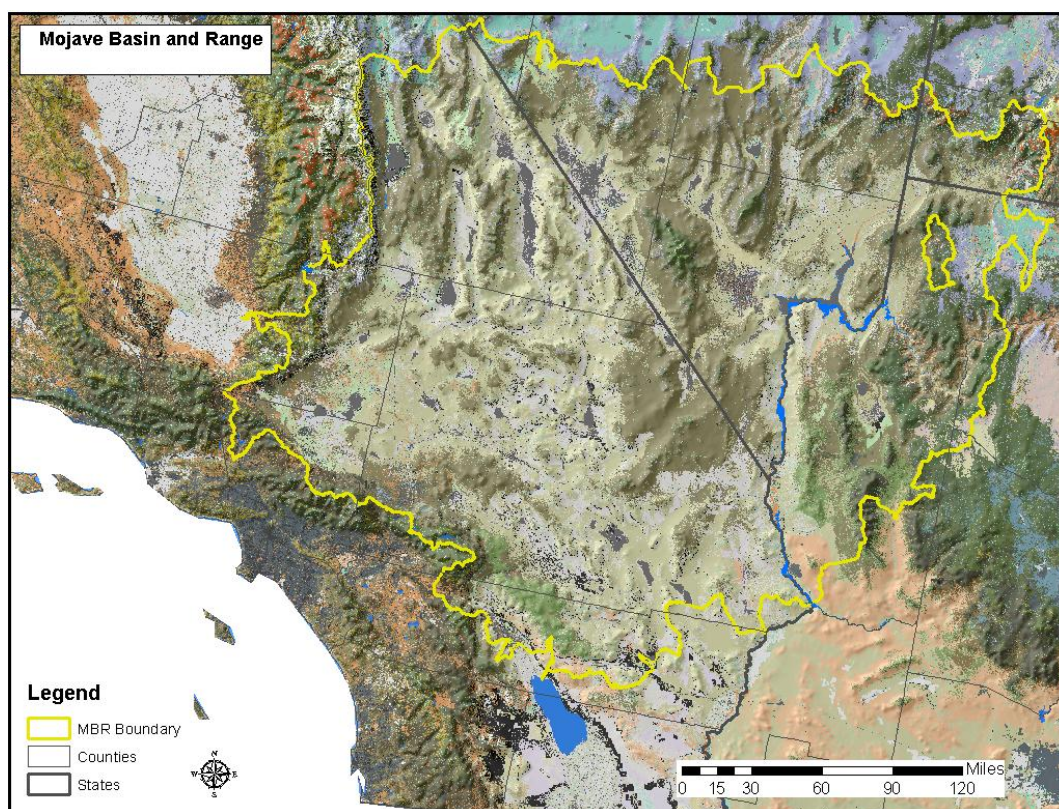 Mojave Basin and Range
Legend
MBR Boundary
Counties
States
N
W E
S
Miles
0 15 30 60 90 120